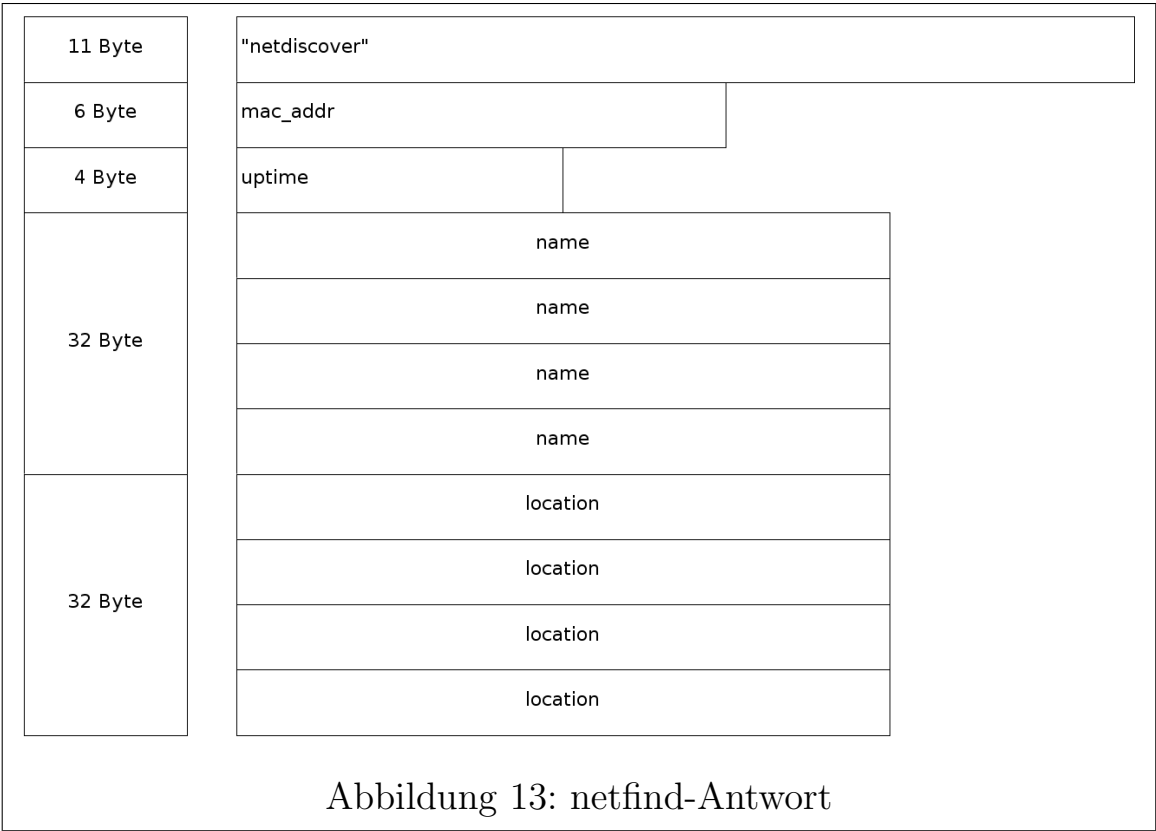 11 Byte "netdiscover"
6 Byte mac_addr
4 Byte uptime
name
name
32 Byte
name
name
location
location
32 Byte
location
location
Abbildung 13: netfind-Antwort